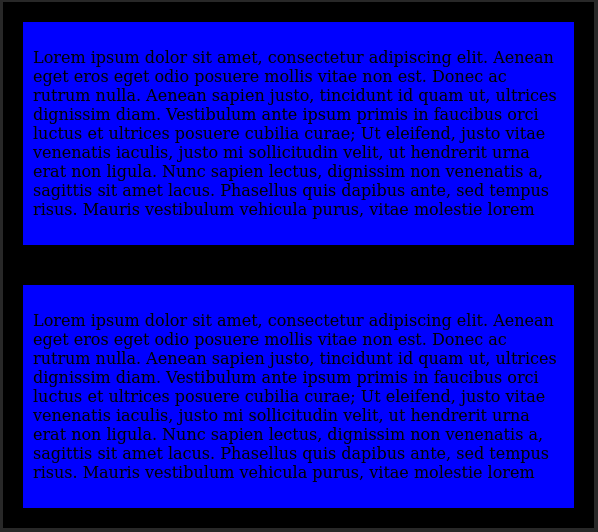 Lorem ipsum dolor sit amet, consectetur adipiscing elit. Aenean
eget eros eget odio posuere mollis vitae non est. Donec ac
rutrum nulla. Aenean sapien justo, tincidunt id quam ut, ultrices
dignissim diam. Vestibulum ante ipsum primis in faucibus orci
luctus et ultrices posuere cubilia curae; Ut eleifend, justo vitae
venenatis iaculis, justo mi sollicitudin velit, ut hendrerit urna
erat non ligula. Nunc sapien lectus, dignissim non venenatis a,
sagittis sit amet lacus. Phasellus quis dapibus ante, sed tempus
risus. Mauris vestibulum vehicula purus, vitae molestie lorem
Lorem ipsum dolor sit amet, consectetur adipiscing elit. Aenean
eget eros eget odio posuere mollis vitae non est. Donec ac
rutrum nulla. Aenean sapien justo, tincidunt id quam ut, ultrices
dignissim diam. Vestibulum ante ipsum primis in faucibus orci
luctus et ultrices posuere cubilia curae; Ut eleifend, justo vitae
venenatis iaculis, justo mi sollicitudin velit, ut hendrerit urna
erat non ligula. Nunc sapien lectus, dignissim non venenatis a,
sagittis sit amet lacus. Phasellus quis dapibus ante, sed tempus
risus. Mauris vestibulum vehicula purus, vitae molestie lorem